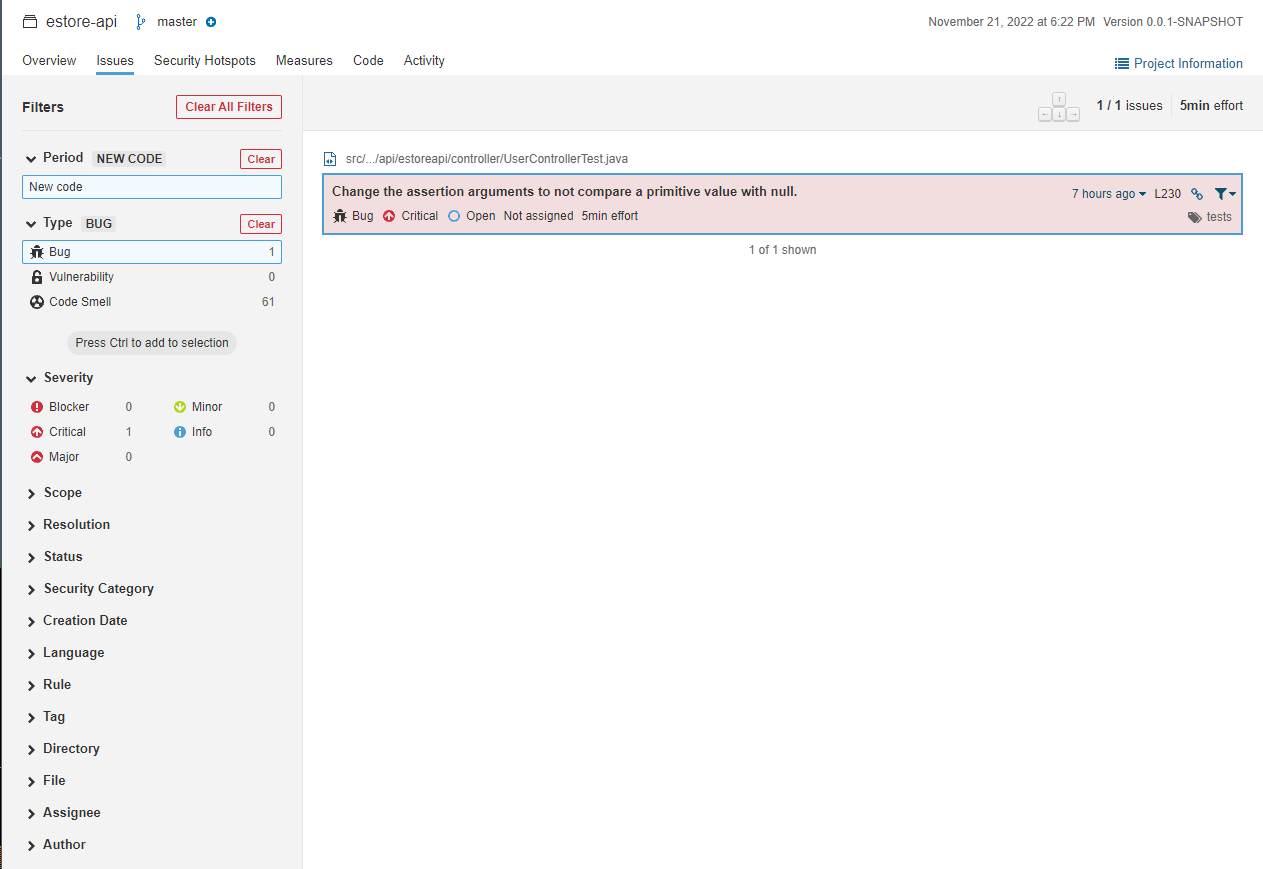 estore-api master
November 21, 2022 at 6:22 PM Version 0.0.1-SNAPSHOT
Overview Issues Security Hotspots Measures Code Activity
Project Information
Filters
Clear All Filters
Period NEW CODE Clear
New code
Type BUG Clear
Bug 1
Vulnerability 0
Code Smell 61
Press Ctrl to add to selection
Severity
Blocker 0 Minor 0
Critical 1 Info 0
Major 0
Scope
Resolution
Status
Security Category
Creation Date
Language
Rule
Tag
Directory
File
Assignee
Author
1 / 1 issues 5min effort
src/.../api/estoreapi/controller/UserControllerTest.java
Change the assertion arguments to not compare a primitive value with null.
7 hours ago L230
Bug Critical Open Not assigned 5min effort
tests
1 of 1 shown